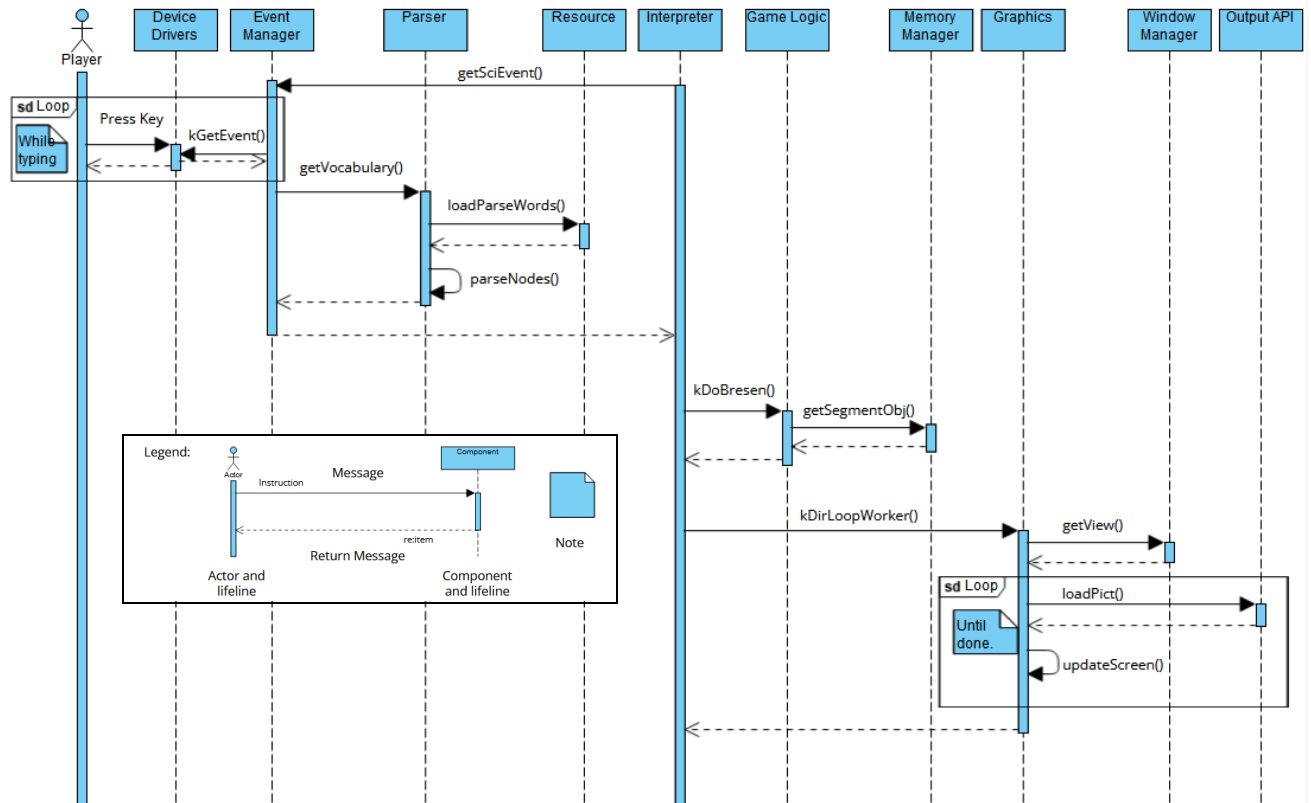 Player
Device
Drivers
Event
Manager
Parser
Resource
Interpreter
Game Logic
Memory
Manager
Graphics
Window
Manager
Output API
getSciEvent()
sd Loop
While
typing
Press Key
kGetEvent()
getVocabulary()
loadParseWords()
parseNodes()
kDoBresen()
getSegmentObj()
Legend:
Actor
Instruction
Message
Component
re:item
Return Message
Actor and
lifeline
Component
and lifeline
Note
kDirLoopWorker()
getView()
sd Loop
Until
done.
loadPict()
updateScreen()